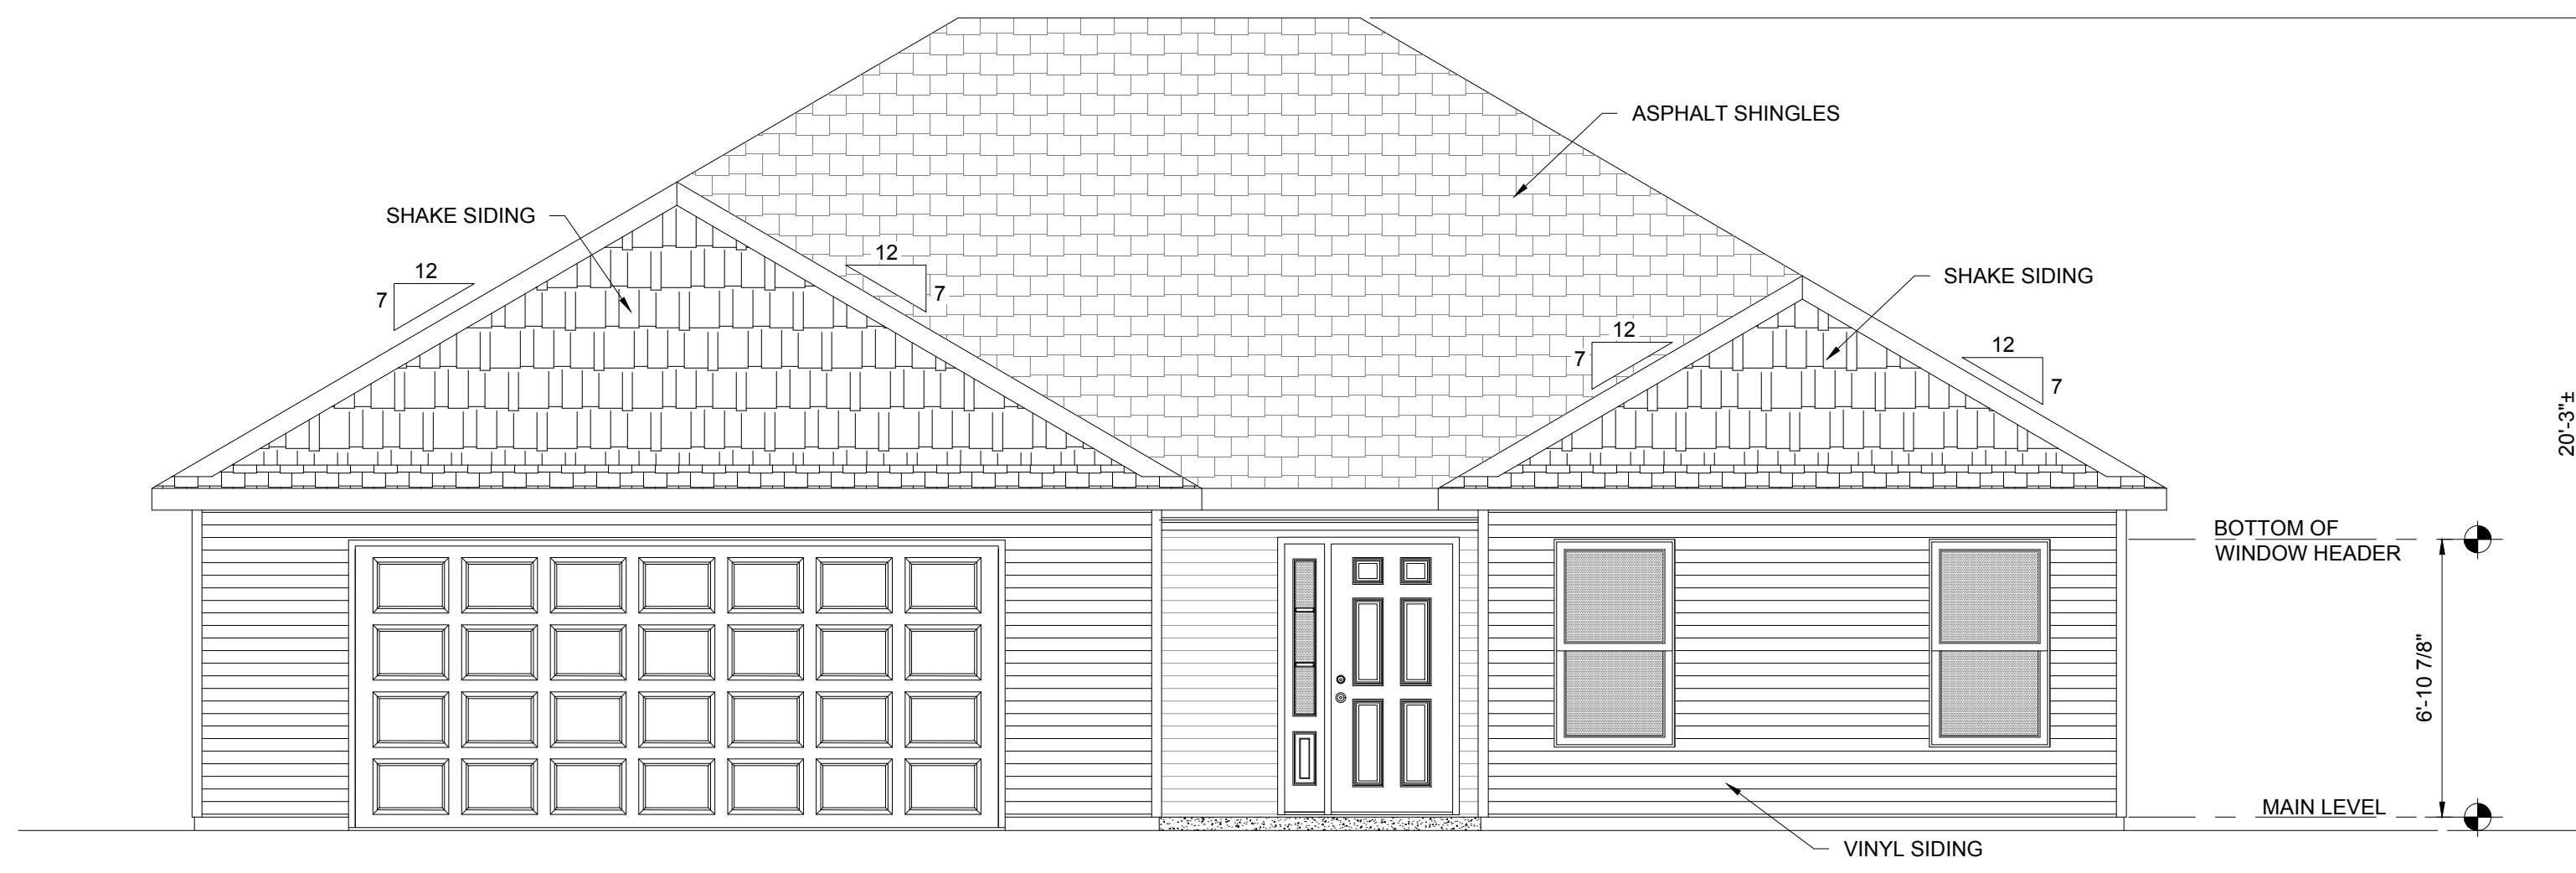 ASPHALT SHINGLES
SHAKE SIDING
12
7
12
7
SHAKE SIDING
12
7
12
7
20'-3"±
BOTTOM OF
WINDOW HEADER
6'-10 7/8"
MAIN LEVEL
VINYL SIDING